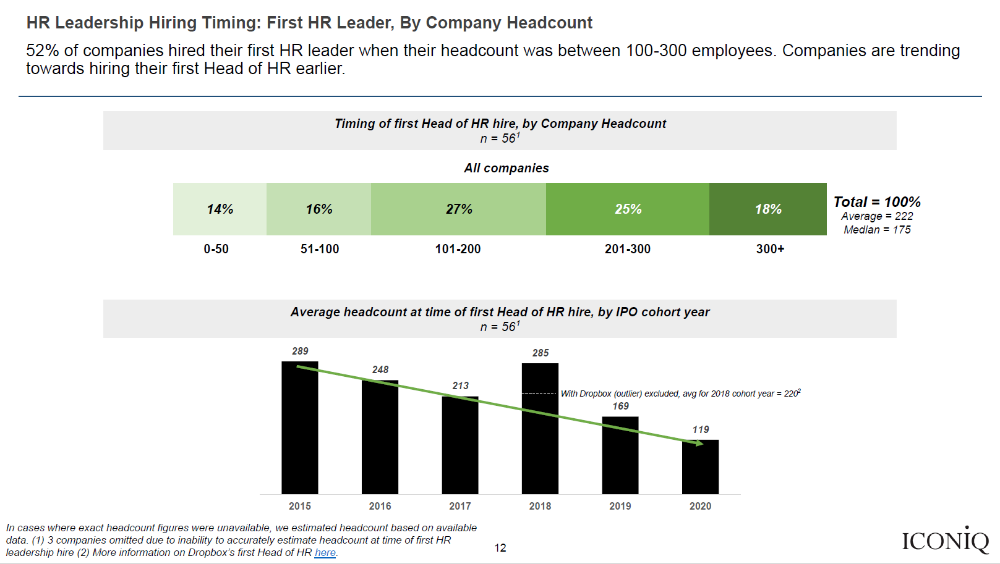 HR Leadership Hiring Timing: First HR Leader, By Company Headcount
52% of companies hired their first HR leader when their headcount was between 100-300 employees. Companies are trending
towards hiring their first Head of HR earlier.
Timing of first Head of HR hire, by Company Headcount
n = 56¹
All companies
14% 16% 27% 25% 18%
Total = 100%
Average = 222
Median = 175
0-50 51-100 101-200 201-300 300+
Average headcount at time of first Head of HR hire, by IPO cohort year
n = 56¹
289
248
213
285
With Dropbox (outlier) excluded, avg for 2018 cohort year = 220²
169
119
2015 2016 2017 2018 2019 2020
In cases where exact headcount figures were unavailable, we estimated headcount based on available
data. (1) 3 companies omitted due to inability to accurately estimate headcount at time of first HR
leadership hire (2) More information on Dropbox’s first Head of HR here.
12
ICONIQ